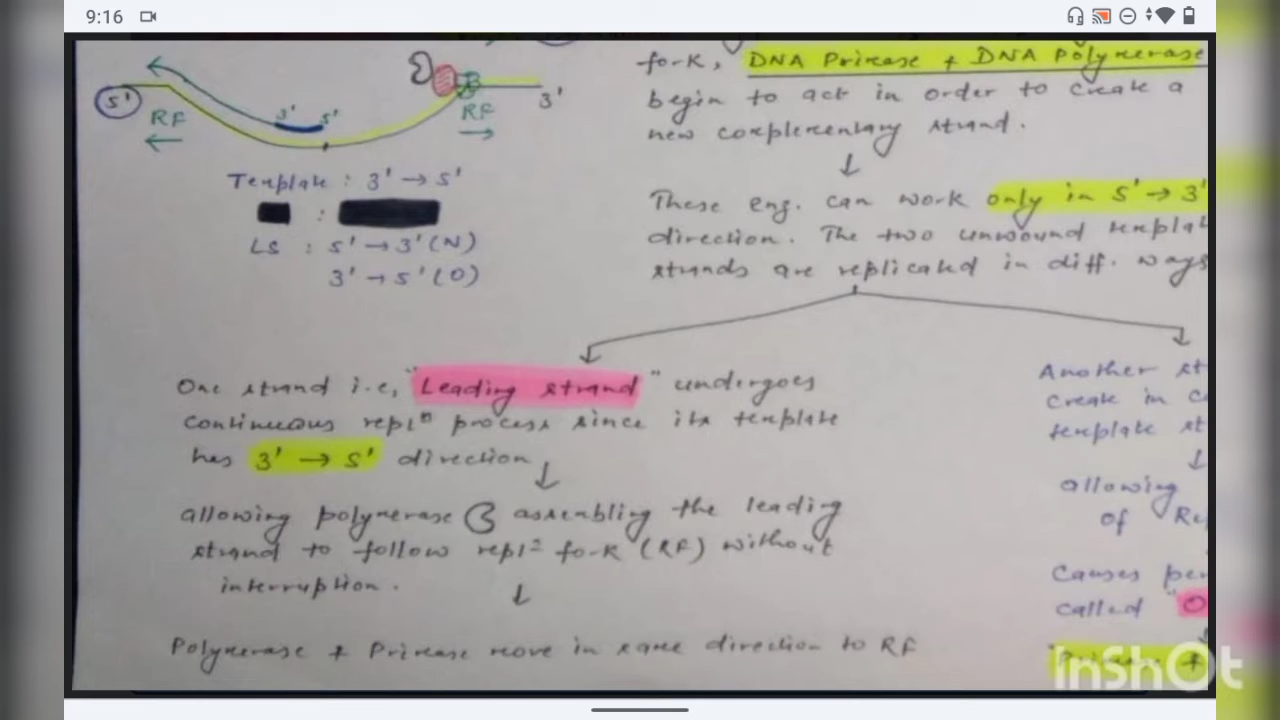 9:16
fork, DNA Primase + DNA Polymerase
begin to act in order to create a
new complementary strand.
↓
These enz. can work only in 5' → 3'
direction. The two unwound templat
strands are replicated in diff. ways
5'
RF
3'
5'
RF
3'
Template : 3' → 5'
:
LS : 5' → 3' (N)
3' → 5' (O)
One strand i.e, "Leading strand" undergoes
continuous replⁿ process since its template
has 3' → 5' direction
↓
allowing polymerase assembling the leading
strand to follow replⁿ fork (RF) without
interruption.
↓
Polymerase + Primase move in same direction to RF
Another st
create in c
template st
↓
allowing
of Re
Causes per
called "O
"Primase +
InShOt